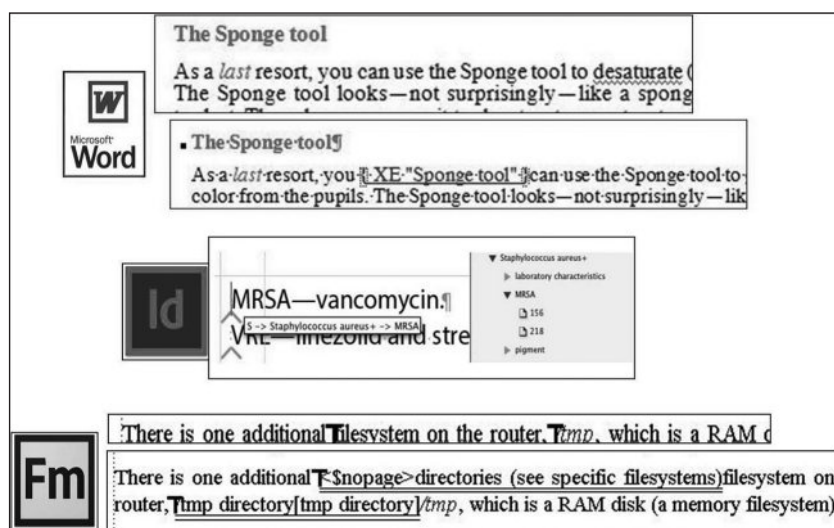 The Sponge tool
As a last resort, you can use the Sponge tool to desaturate (
The Sponge tool looks—not surprisingly—like a spong
W
Microsoft
Word
The·Sponge·tool¶
As·a·last·resort,·you·{·XE·"Sponge·tool"·}can·use·the·Sponge·tool·to·
color·from·the·pupils.·The·Sponge·tool·looks—not·surprisingly—·lik
Id
MRSA—vancomycin.¶
S -> Staphylococcus aureus+ -> MRSA
VRE—linezolid and stre
Staphylococcus aureus+
laboratory characteristics
MRSA
156
218
pigment
There is one additional filesystem on the router, /tmp, which is a RAM d
Fm
There is one additional <$nopage>directories (see specific filesystems)filesystem on
router, tmp directory[tmp directory]/tmp, which is a RAM disk (a memory filesystem)